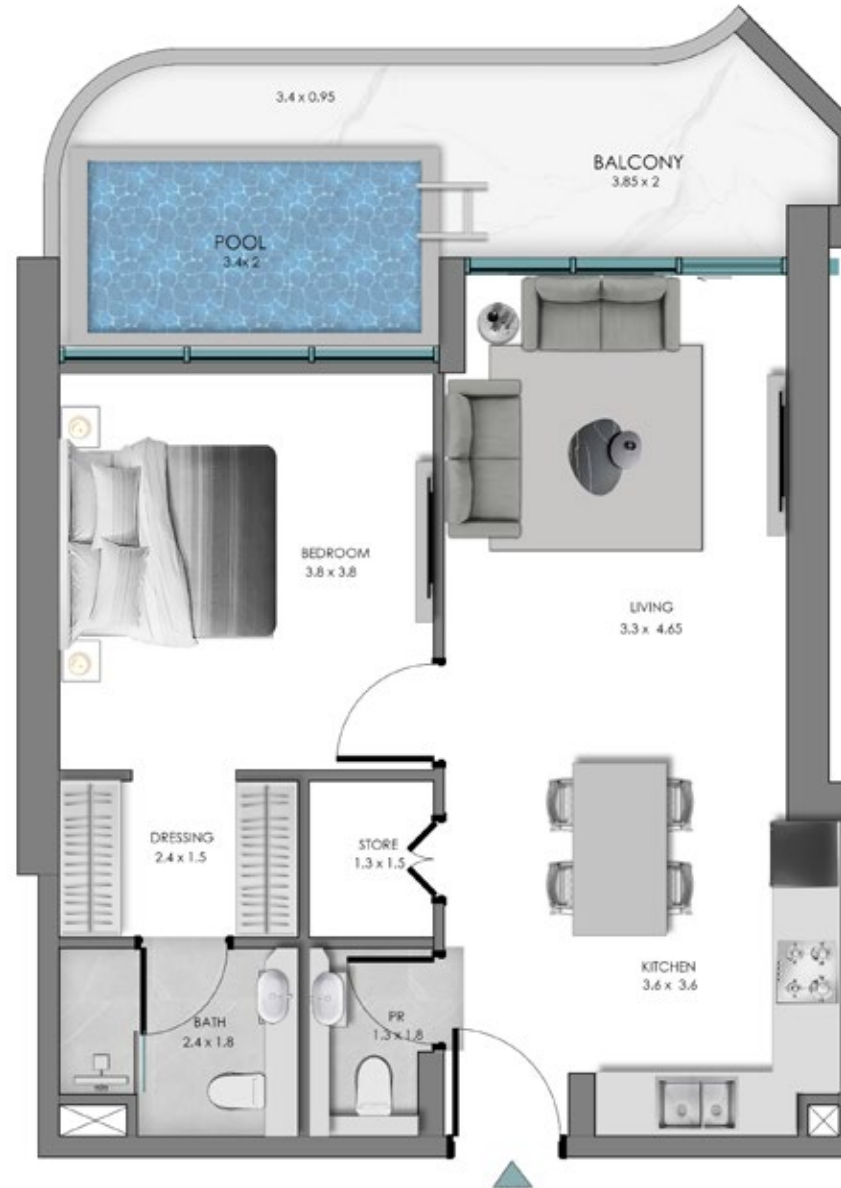 3.4 x 0.95
BALCONY
3.85 x 2
POOL
3.4x 2
BEDROOM
3.8 x 3.8
LIVING
3.3 x 4.65
DRESSING
2.4 x 1.5
STORE
1.3 x 1.5
KITCHEN
3.6 x 3.6
BATH
2.4 x 1.8
PR
1.3 x 1.8